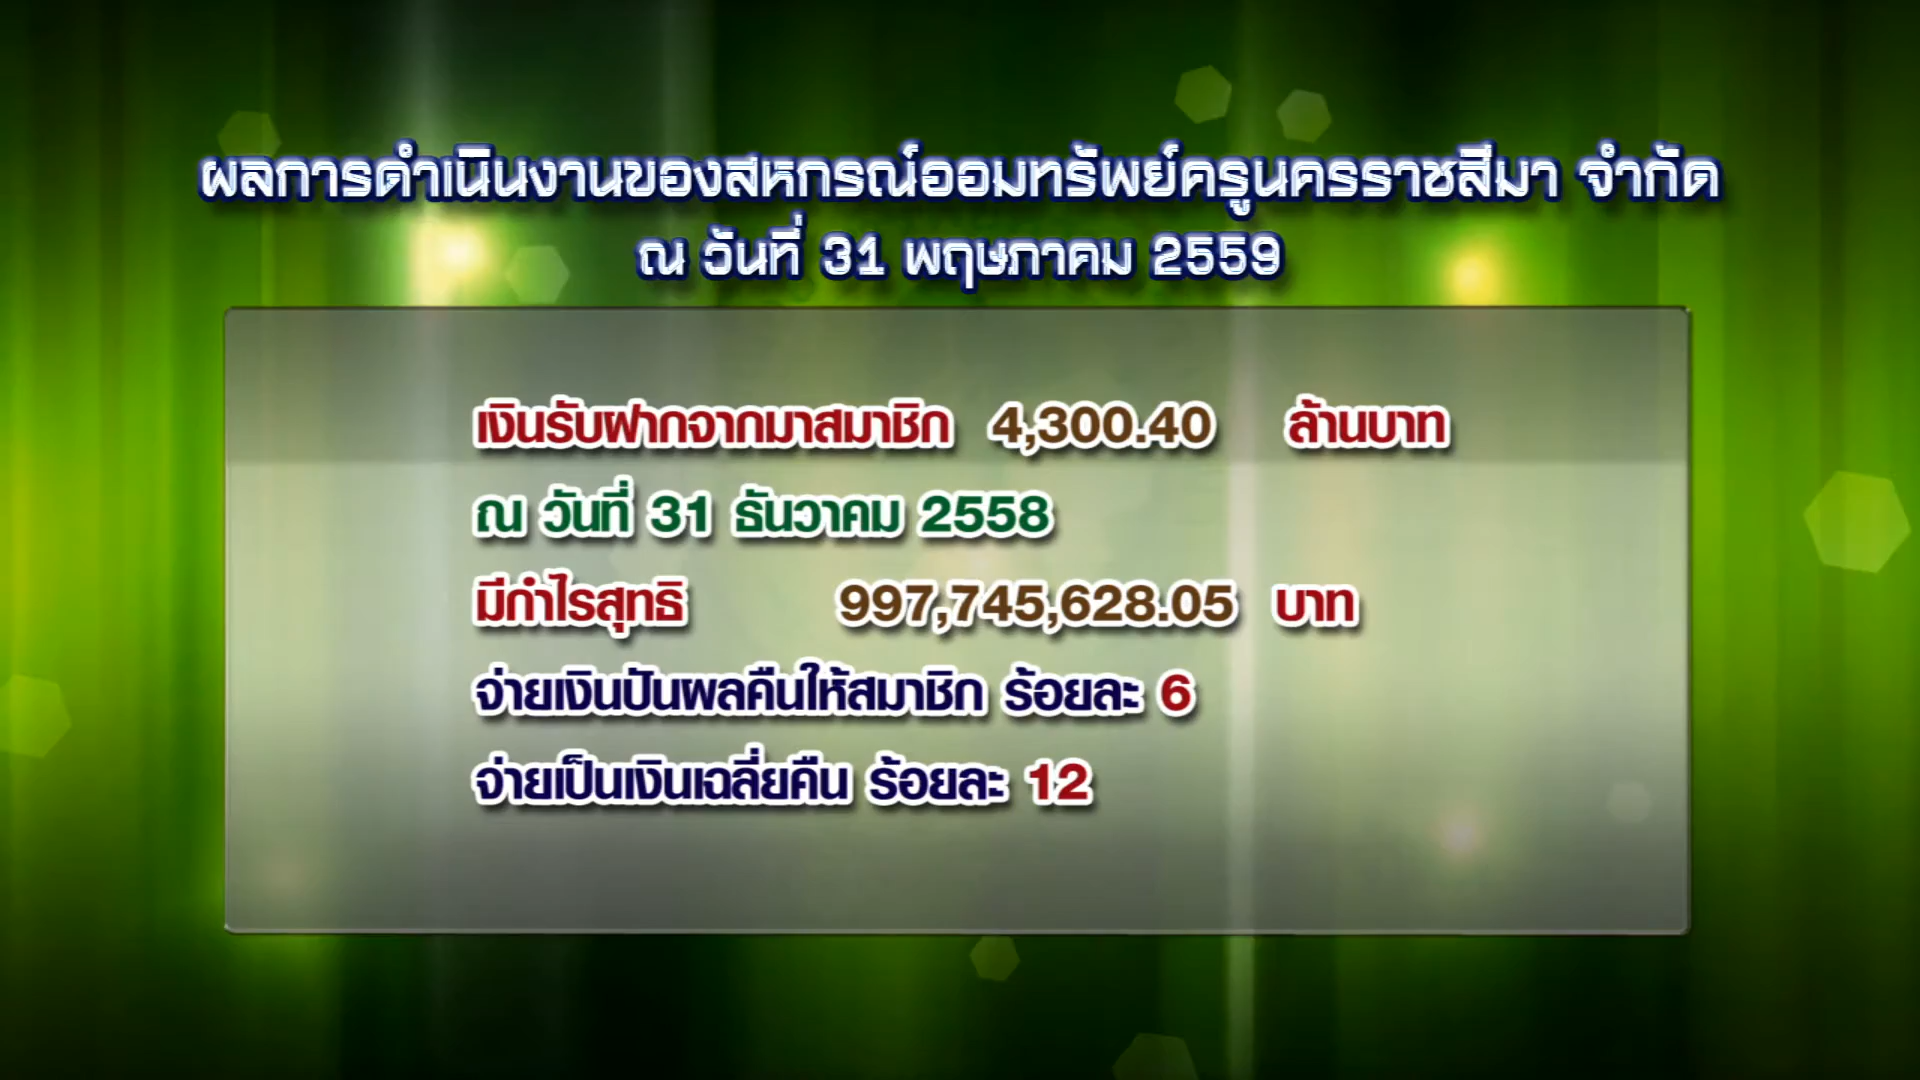 ผลการดำเนินงานของสหกรณ์ออมทรัพย์ครูนครราชสีมา จำกัด
ณ วันที่ 31 พฤษภาคม 2559
เงินรับฝากจากมาสมาชิก 4,300.40 ล้านบาท
ณ วันที่ 31 ธันวาคม 2558
มีกำไรสุทธิ 997,745,628.05 บาท
จ่ายเงินปันผลคืนให้สมาชิก ร้อยละ 6
จ่ายเป็นเงินเฉลี่ยคืน ร้อยละ 12